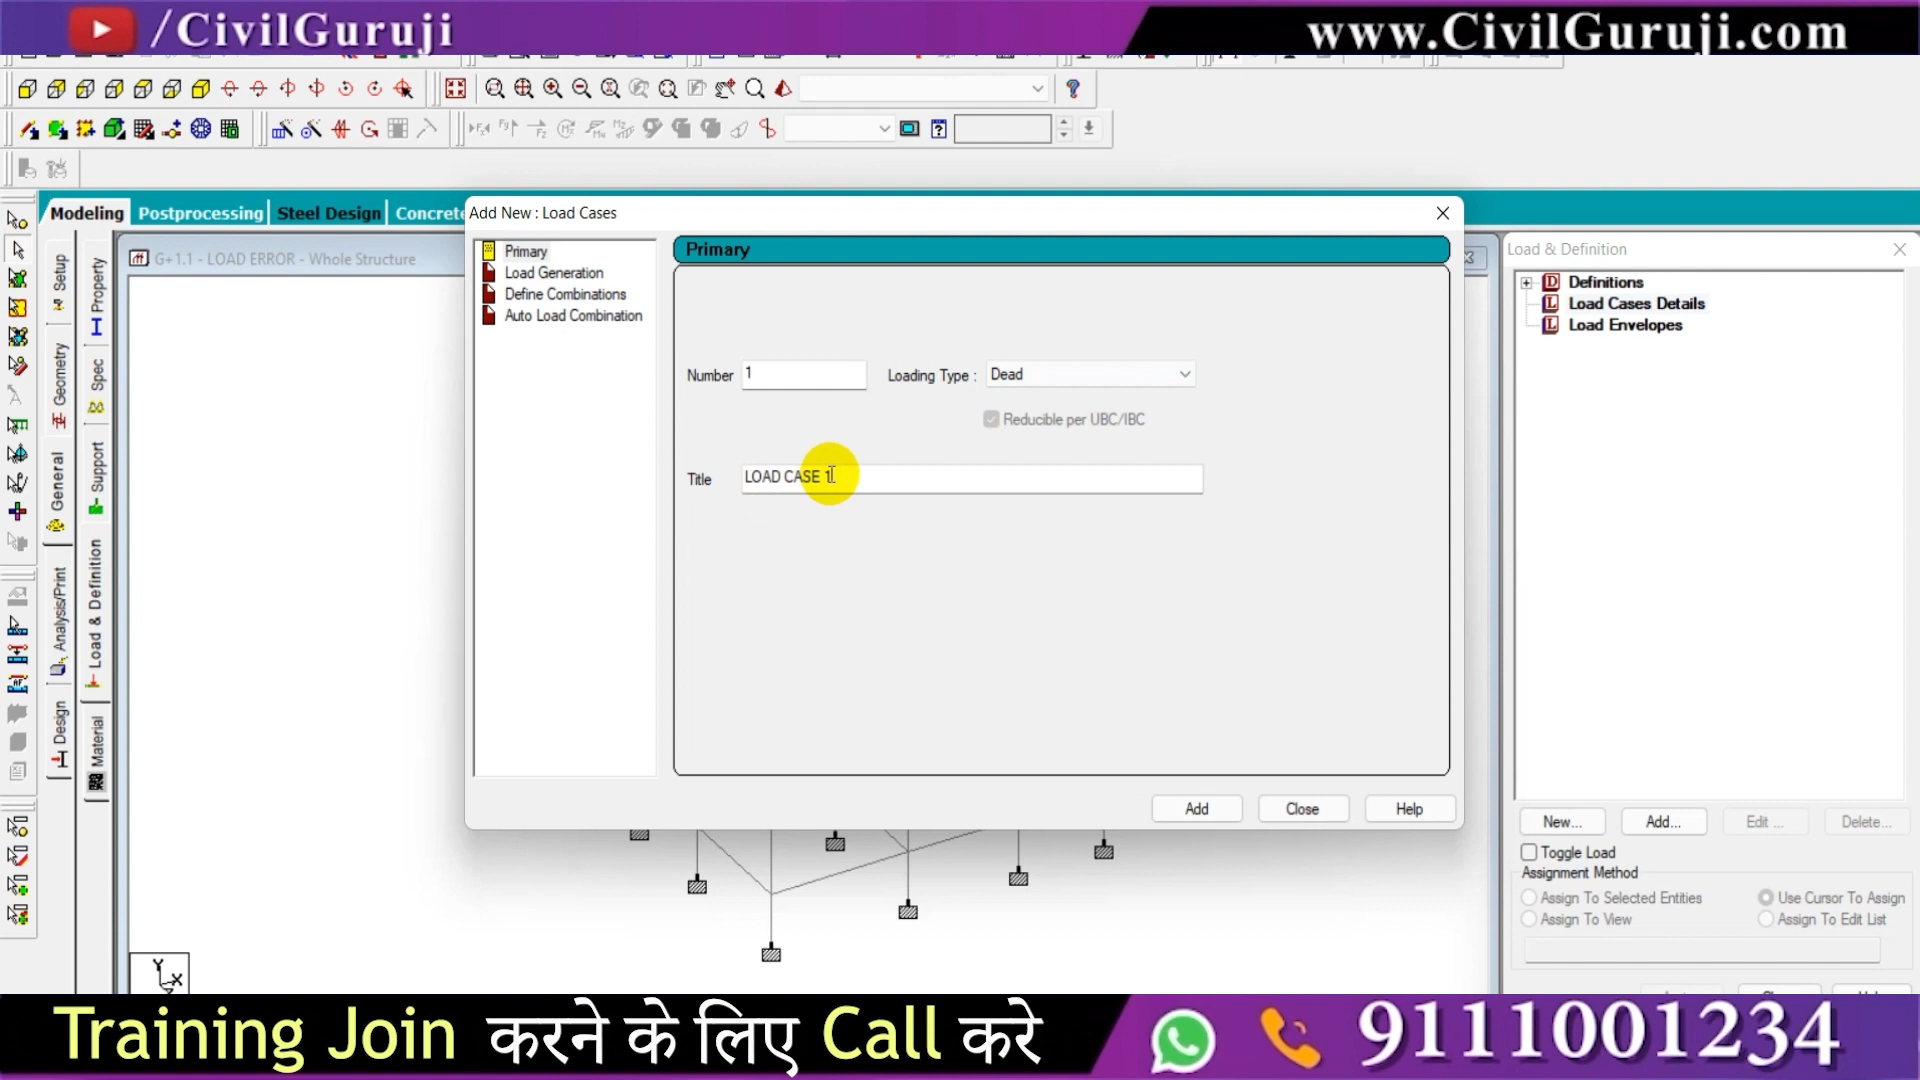 /CivilGuruji
www.CivilGuruji.com
Modeling
Postprocessing
Steel Design
Concrete
Add New : Load Cases
Primary
Load Generation
Define Combinations
Auto Load Combination
Primary
Number 1
Loading Type : Dead
Reducible per UBC/IBC
Title LOAD CASE 1
Add
Close
Help
G+1.1 - LOAD ERROR - Whole Structure
Setup
Geometry
General
Analysis/Print
Design
Property
Spec
Support
Load & Definition
Material
Y
X
Load & Definition
Definitions
Load Cases Details
Load Envelopes
New...
Add...
Edit ...
Delete...
Toggle Load
Assignment Method
Assign To Selected Entities
Use Cursor To Assign
Assign To View
Assign To Edit List
Training Join करने के लिए Call करे
9111001234